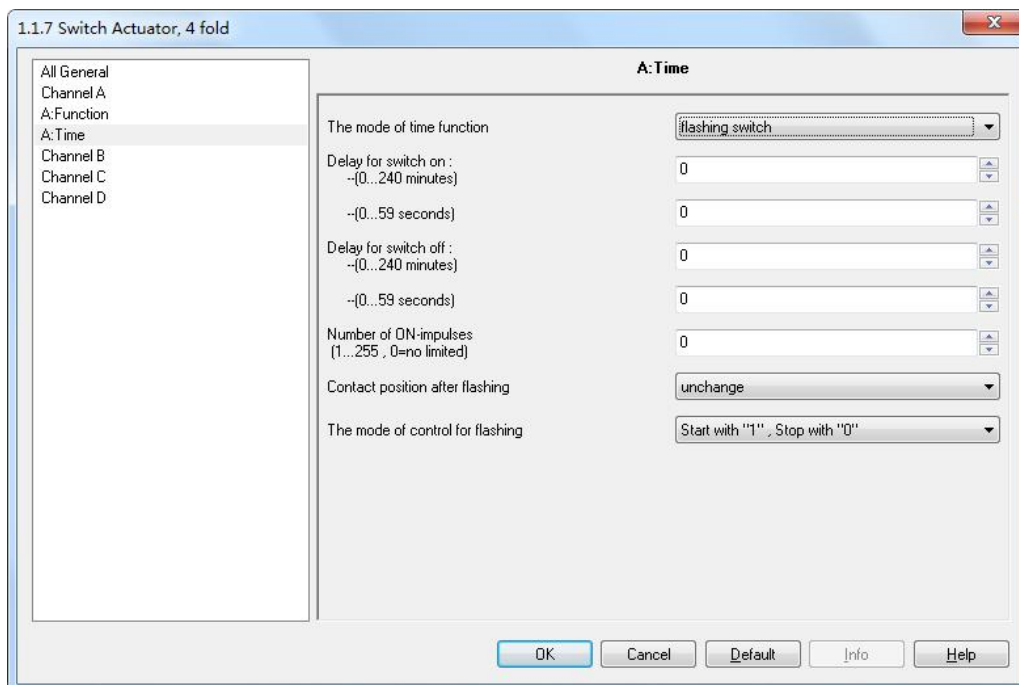 1.1.7 Switch Actuator, 4 fold
All General
Channel A
A:Function
A:Time
Channel B
Channel C
Channel D
A:Time
The mode of time function
flashing switch
Delay for switch on :
--(0...240 minutes)
0
--(0...59 seconds)
0
Delay for switch off :
--(0...240 minutes)
0
--(0...59 seconds)
0
Number of ON-impulses
(1...255 , 0=no limited)
0
Contact position after flashing
unchange
The mode of control for flashing
Start with "1" , Stop with "0"
OK
Cancel
Default
Info
Help